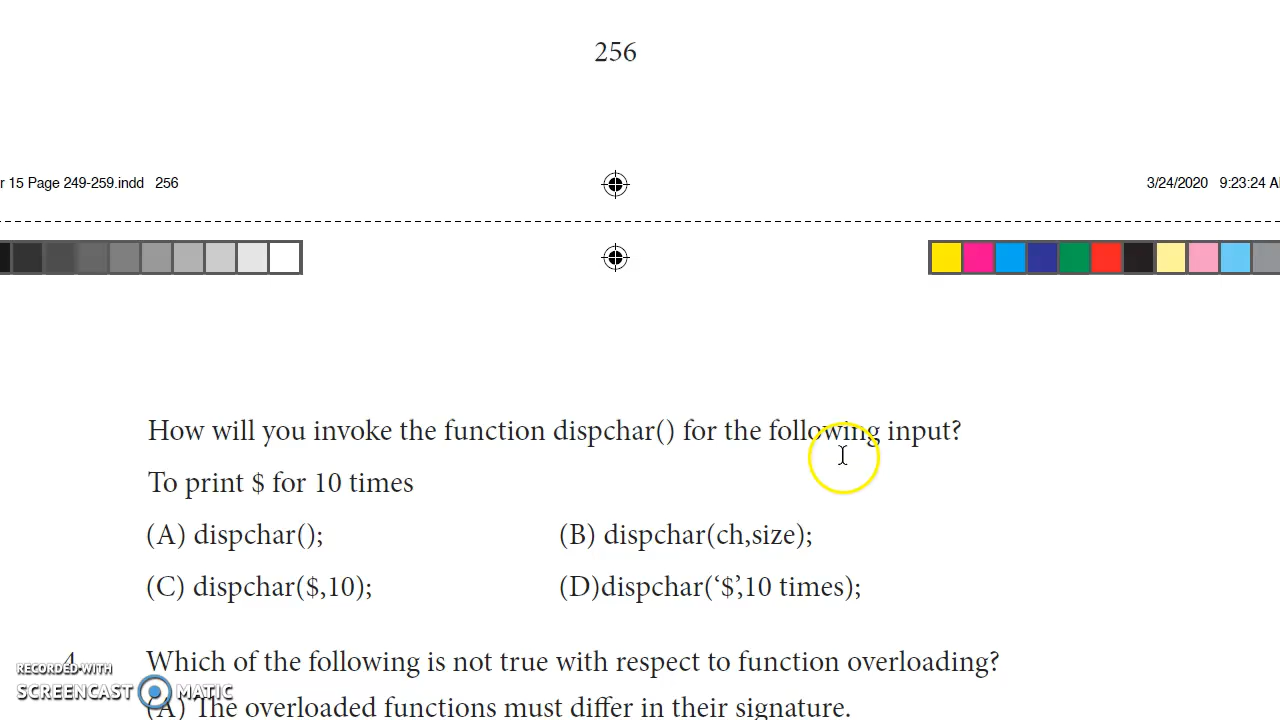 256
r 15 Page 249-259.indd 256
3/24/2020 9:23:24 A
How will you invoke the function dispchar() for the following input?
To print $ for 10 times
(A) dispchar();
(B) dispchar(ch,size);
(C) dispchar($,10);
(D)dispchar(‘$’,10 times);
4
Which of the following is not true with respect to function overloading?
(A) The overloaded functions must differ in their signature.
RECORDED WITH
SCREENCAST MATIC